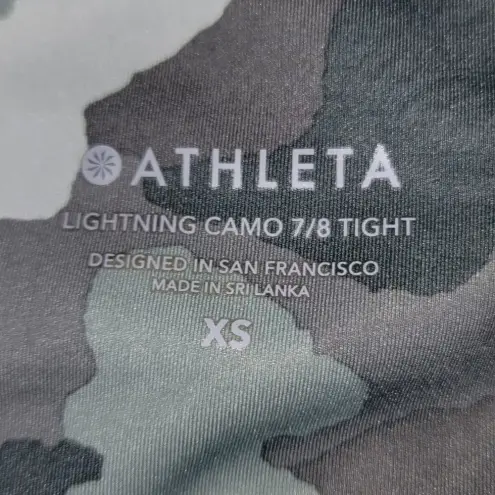 ATHLETA
LIGHTNING CAMO 7/8 TIGHT
DESIGNED IN SAN FRANCISCO
MADE IN SRI LANKA
XS